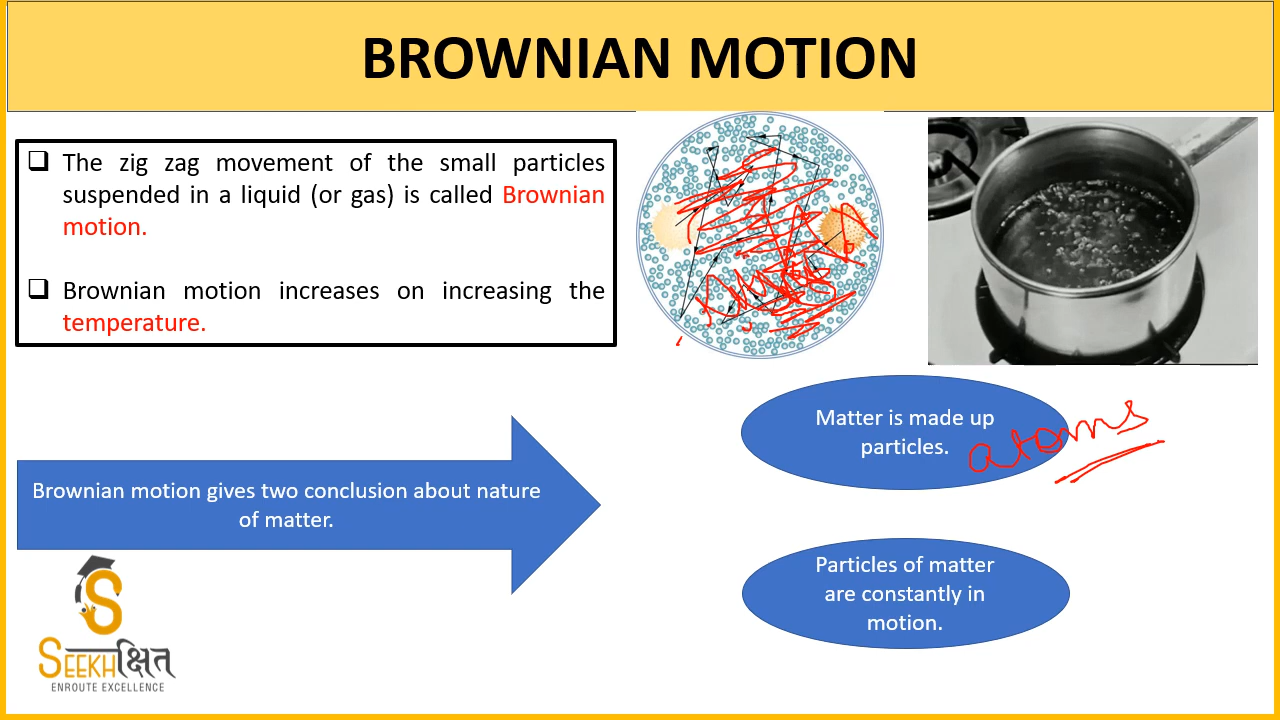 BROWNIAN MOTION
❑ The zig zag movement of the small particles
suspended in a liquid (or gas) is called Brownian
motion.
❑ Brownian motion increases on increasing the
temperature.
Matter is made up
particles.
atoms
Brownian motion gives two conclusion about nature
of matter.
Particles of matter
are constantly in
motion.
SEEKHक्षित
ENROUTE EXCELLENCE